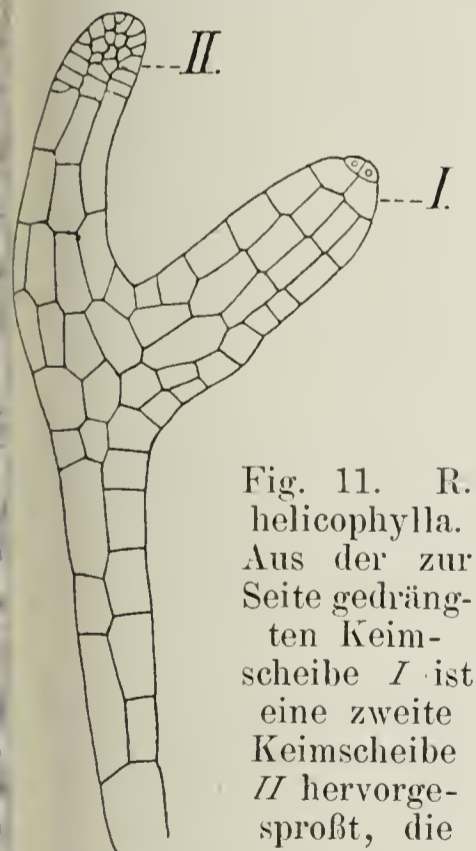 II.
I.
Fig. 11. R.
helicophylla.
Aus der zur
Seite gedräng-
ten Keim-
scheibe I ist
eine zweite
Keimscheibe
II hervorge-
sproßt, die